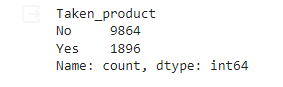 Taken_product
No     9864
Yes    1896
Name: count, dtype: int64